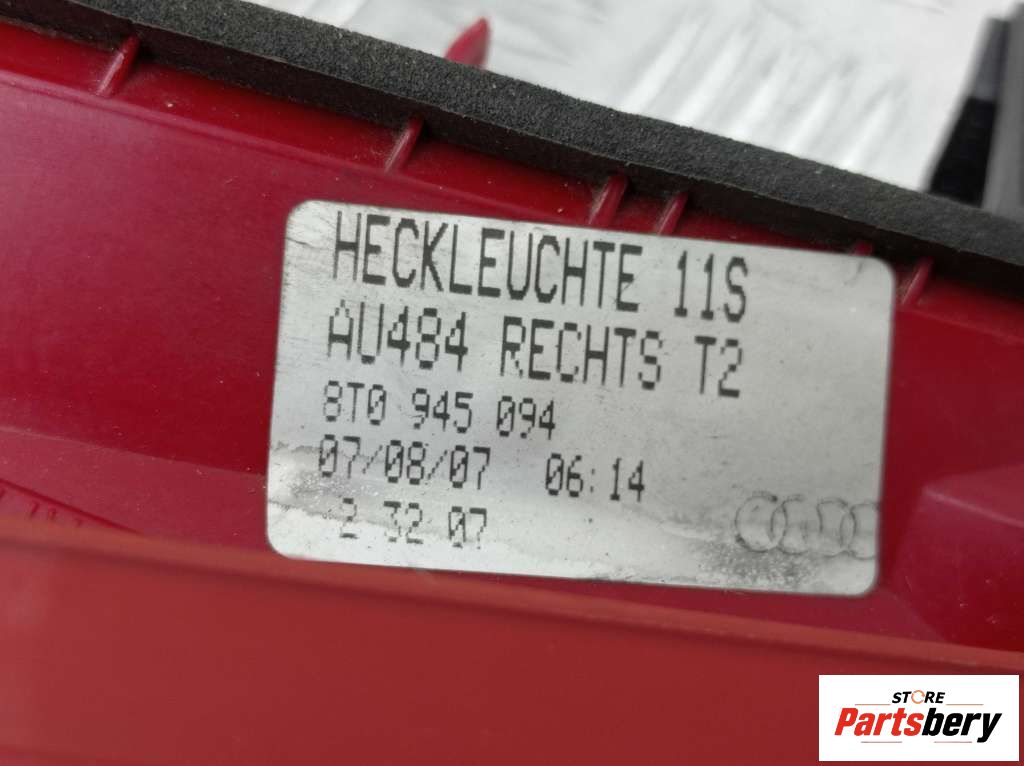 HECKLEUCHTE 11S
AU484 RECHTS T2
8T0 945 094
07/08/07 06:14
2 32 07
STORE
Partsbery